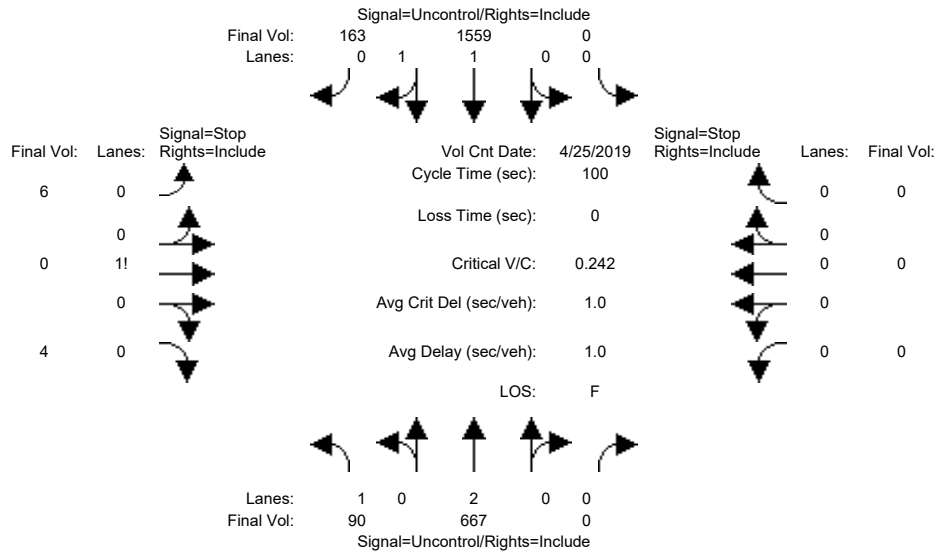 Signal=Uncontrol/Rights=Include
Final Vol: 163 1559 0
Lanes: 0 1 1 0 0
Signal=Stop Signal=Stop
Final Vol: Lanes: Rights=Include Vol Cnt Date: 4/25/2019 Rights=Include Lanes: Final Vol:
Cycle Time (sec): 100
6 0 0 0
Loss Time (sec): 0
0 0
0 1! Critical V/C: 0.242 0 0
0 Avg Crit Del (sec/veh): 1.0 0
4 0 Avg Delay (sec/veh): 1.0 0 0
LOS: F
Lanes: 1 0 2 0 0
Final Vol: 90 667 0
Signal=Uncontrol/Rights=Include